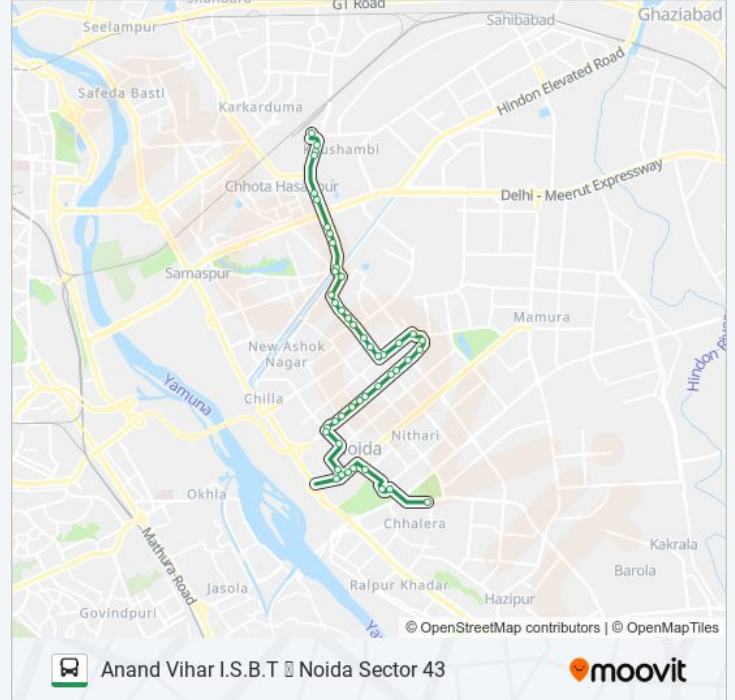 GT Road
Seelampur
Sahibabad
Ghaziabad
Safeda Basti
Hindon Elevated Road
Karkarduma
Chhota Hasanpur
Delhi - Meerut Expressway
Samaspur
Mamura
New Ashok
Nagar
Hindon River
Yamuna
Chilla
Nithari
Okhla
Chhalera
Mathura Road
Kakrala
Jasola
Ralpur Khadar
Barola
Hazipur
Govindpuri
© OpenStreetMap contributors | © OpenMapTiles
Anand Vihar I.S.B.T Noida Sector 43
moovit